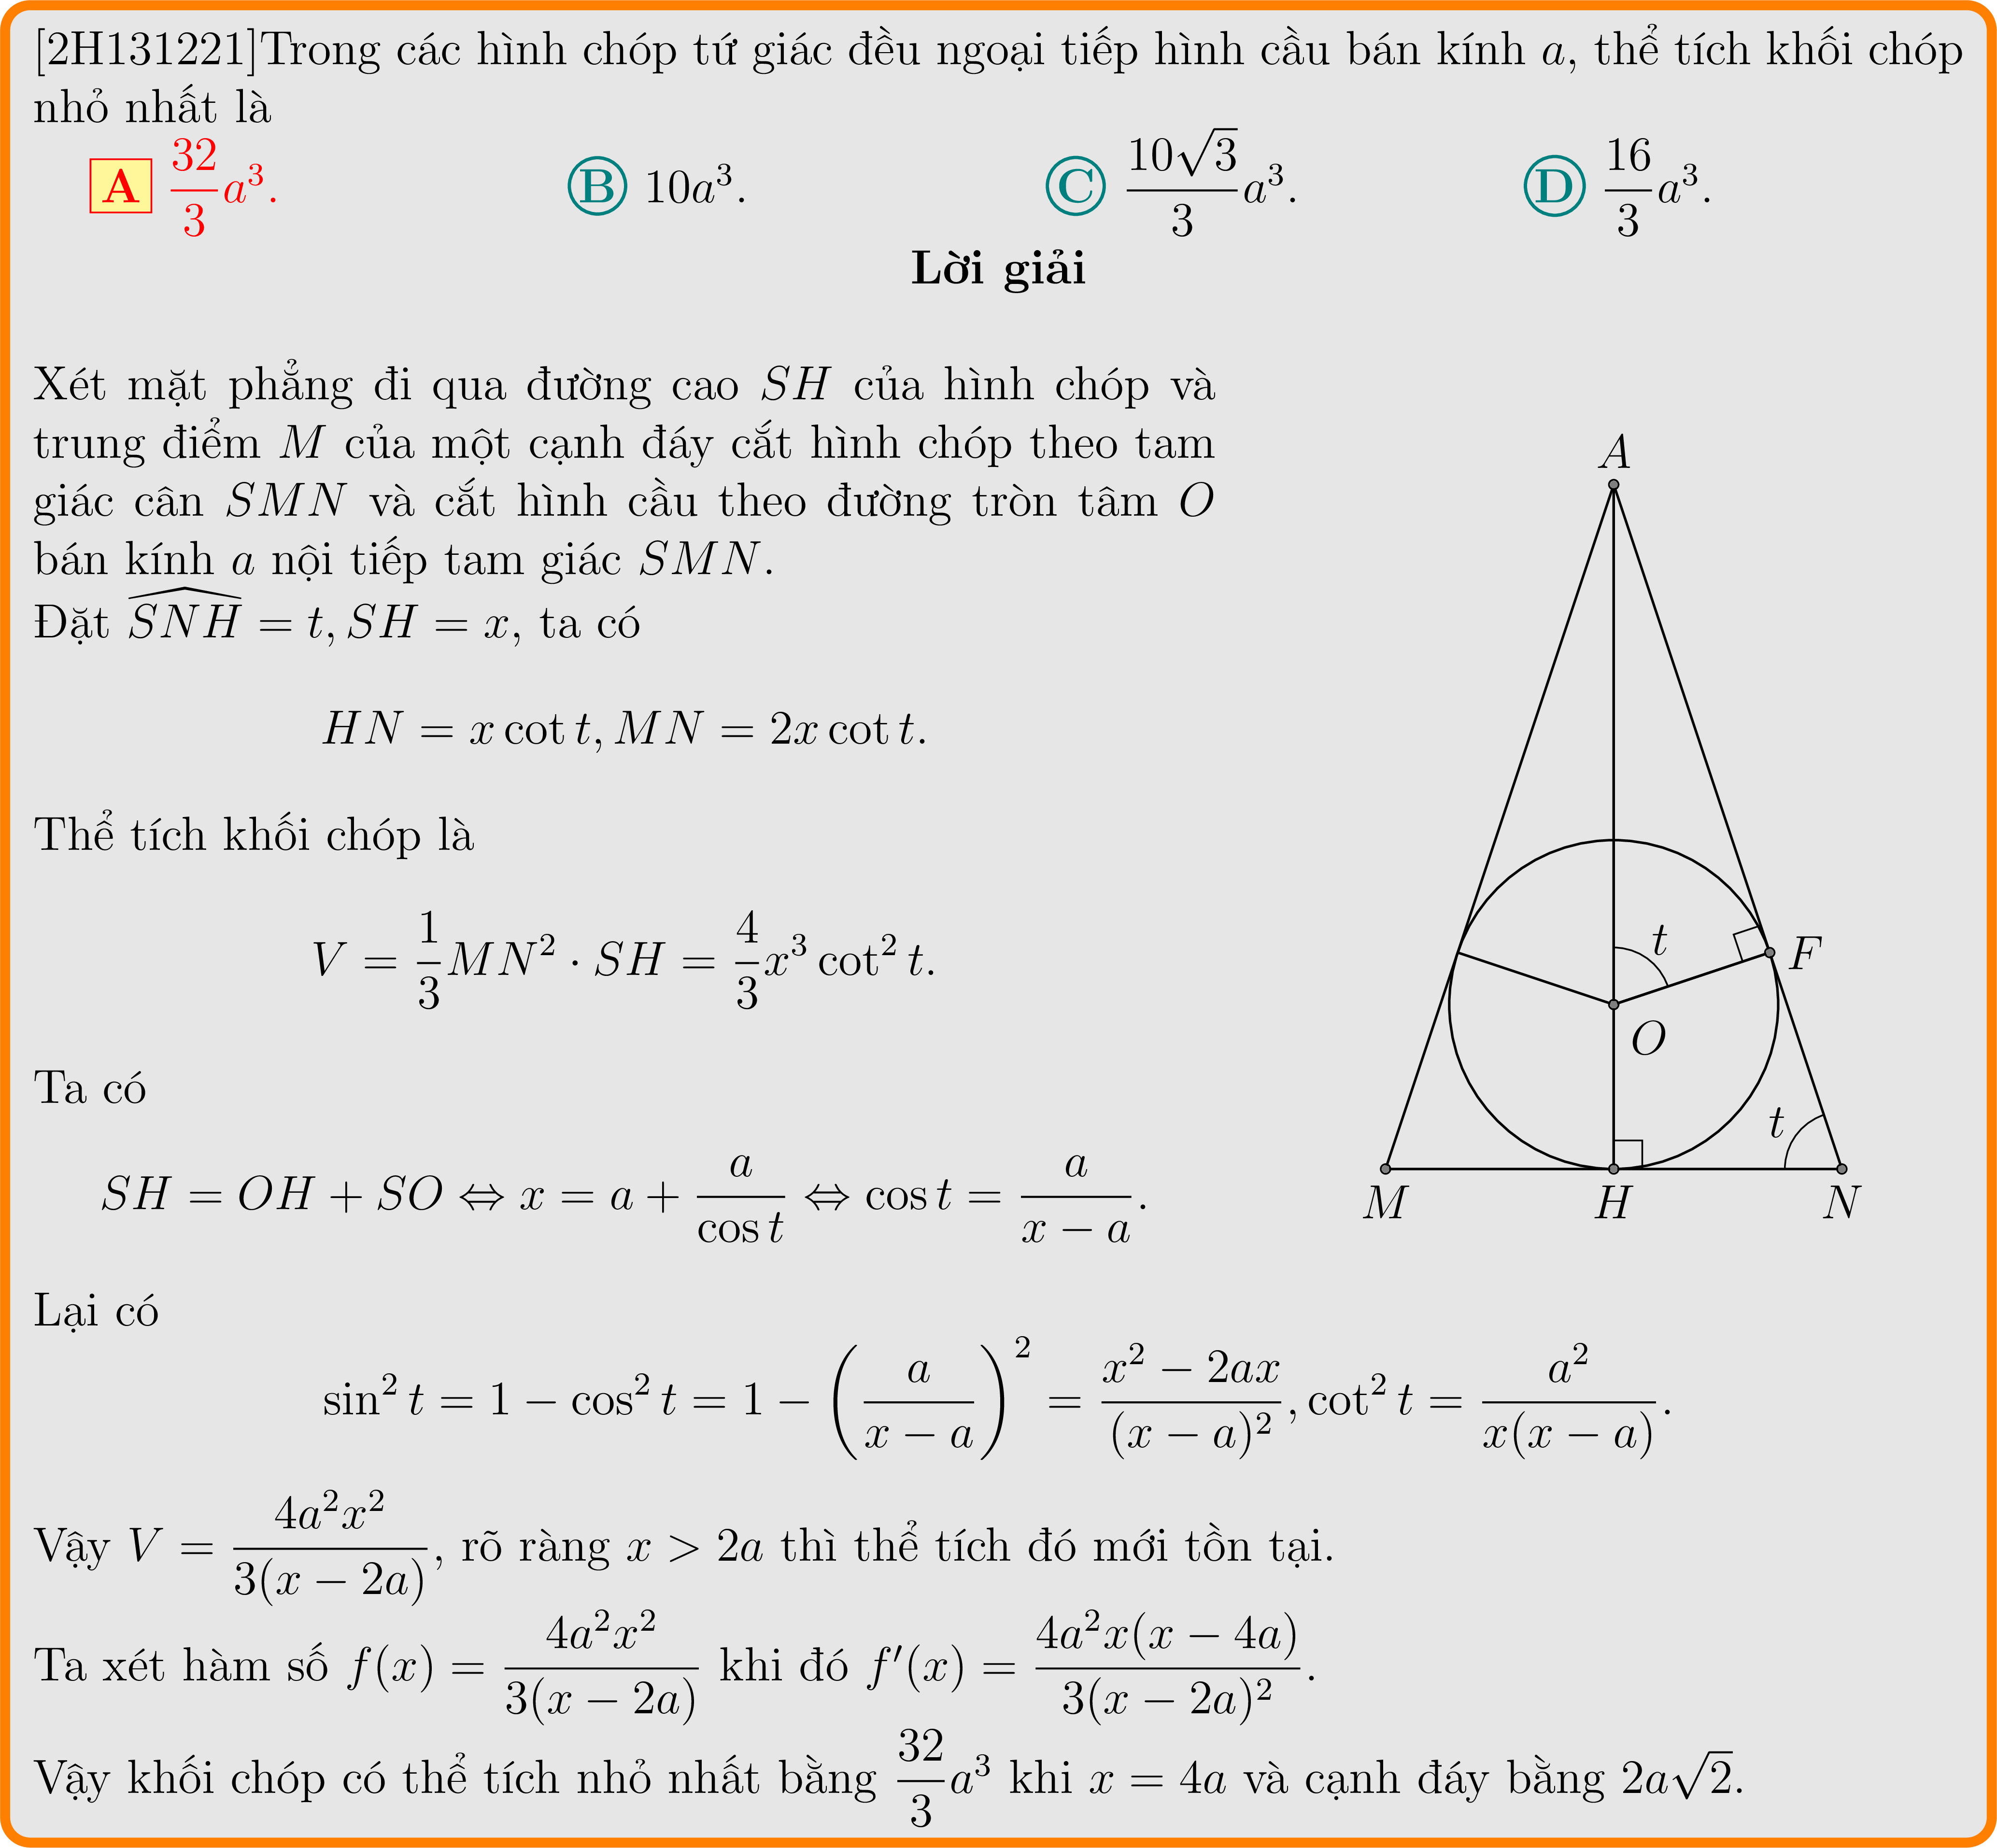 [2H131221]Trong các hình chóp tứ giác đều ngoại tiếp hình cầu bán kính $a$, thể tích khối chóp
nhỏ nhất là
A $\frac{32}{3}a^3$. B $10a^3$. C $\frac{10\sqrt{3}}{3}a^3$. D $\frac{16}{3}a^3$.
Lời giải
Xét mặt phẳng đi qua đường cao $SH$ của hình chóp và
trung điểm $M$ của một cạnh đáy cắt hình chóp theo tam
giác cân $SMN$ và cắt hình cầu theo đường tròn tâm $O$
bán kính $a$ nội tiếp tam giác $SMN$.
Đặt $\widehat{SNH} = t, SH = x$, ta có
$HN = x \cot t, MN = 2x \cot t.$
Thể tích khối chóp là
$V = \frac{1}{3}MN^2 \cdot SH = \frac{4}{3}x^3 \cot^2 t.$
Ta có
$SH = OH + SO \Leftrightarrow x = a + \frac{a}{\cos t} \Leftrightarrow \cos t = \frac{a}{x - a}.$
A
t
F
O
t
M H N
Lại có
$\sin^2 t = 1 - \cos^2 t = 1 - \left(\frac{a}{x - a}\right)^2 = \frac{x^2 - 2ax}{(x - a)^2}, \cot^2 t = \frac{a^2}{x(x - a)}.$
Vậy $V = \frac{4a^2x^2}{3(x - 2a)}$, rõ ràng $x > 2a$ thì thể tích đó mới tồn tại.
Ta xét hàm số $f(x) = \frac{4a^2x^2}{3(x - 2a)}$ khi đó $f'(x) = \frac{4a^2x(x - 4a)}{3(x - 2a)^2}$.
Vậy khối chóp có thể tích nhỏ nhất bằng $\frac{32}{3}a^3$ khi $x = 4a$ và cạnh đáy bằng $2a\sqrt{2}$.